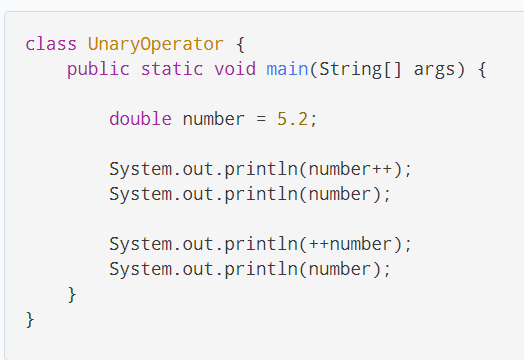 class UnaryOperator {
    public static void main(String[] args) {

        double number = 5.2;

        System.out.println(number++);
        System.out.println(number);

        System.out.println(++number);
        System.out.println(number);
    }
}